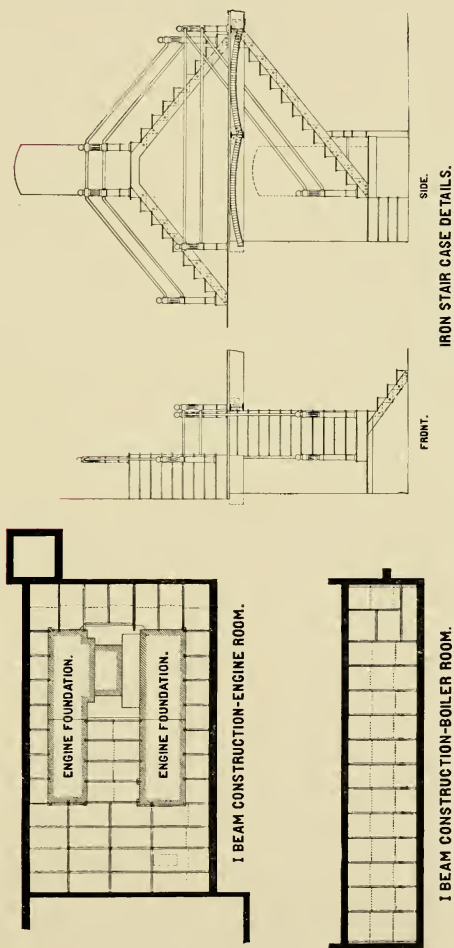 ENGINE FOUNDATION.
ENGINE FOUNDATION.
I BEAM CONSTRUCTION-ENGINE ROOM.
I BEAM CONSTRUCTION-BOILER ROOM.
FRONT.
SIDE.
IRON STAIR CASE DETAILS.